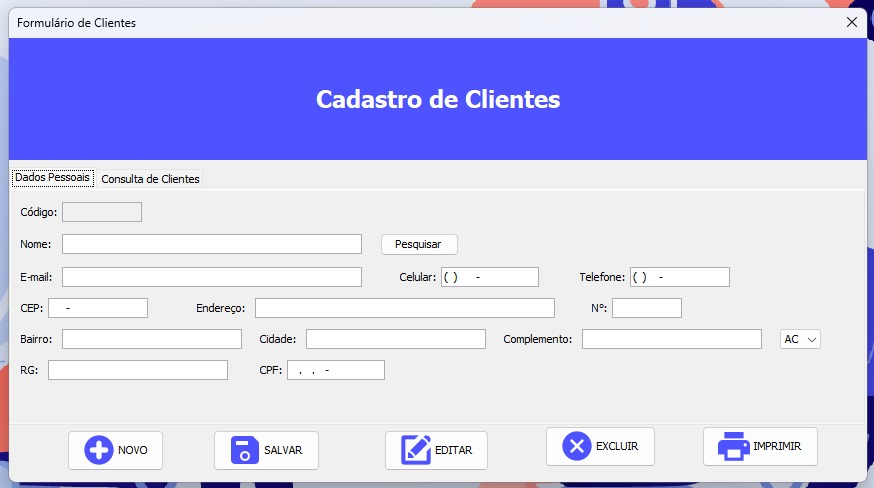 Formulário de Clientes
Cadastro de Clientes
Dados Pessoais Consulta de Clientes
Código:
Nome: Pesquisar
E-mail: Celular: ( ) - Telefone: ( ) -
CEP: - Endereço: Nº:
Bairro: Cidade: Complemento: AC
RG: CPF: . . -
NOVO SALVAR EDITAR EXCLUIR IMPRIMIR